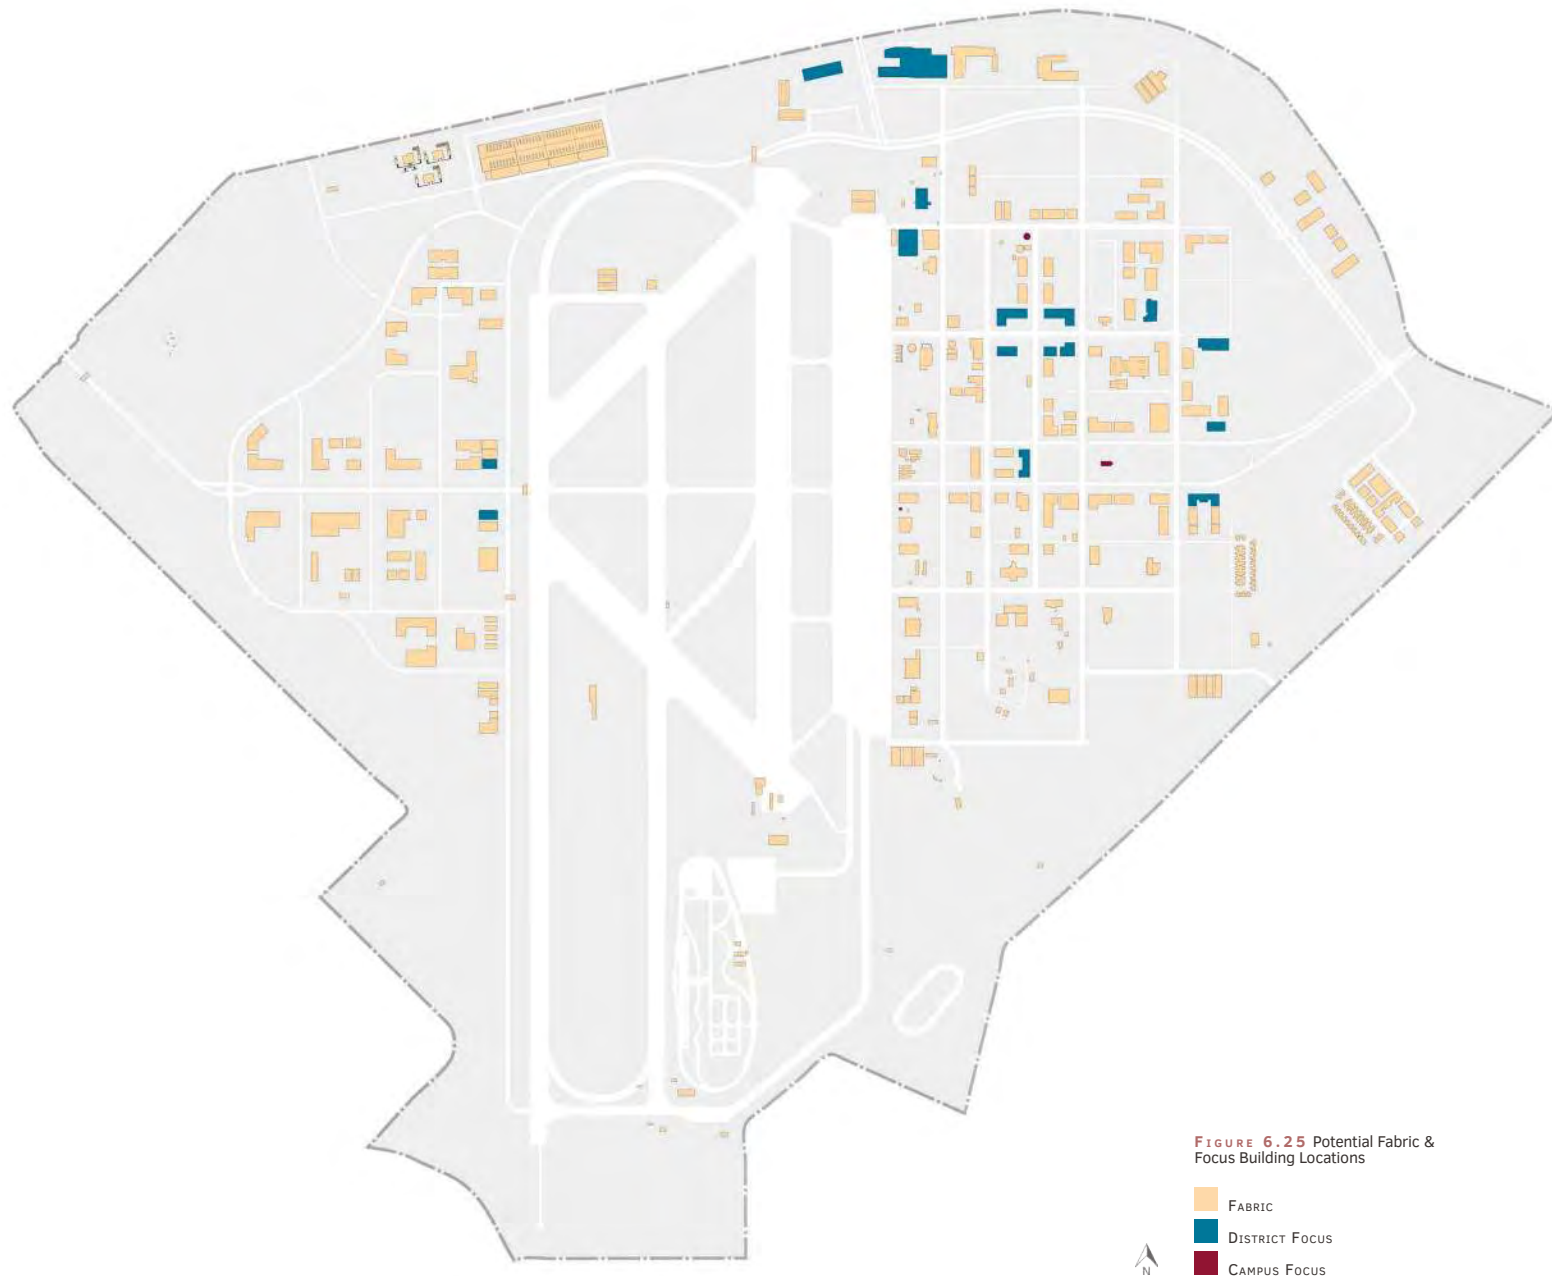 FIGURE 6.25 Potential Fabric &
Focus Building Locations
FABRIC
DISTRICT FOCUS
CAMPUS FOCUS
N